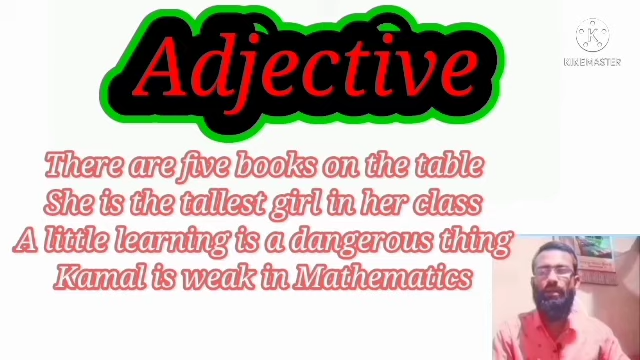 Adjective
KINEMASTER
There are five books on the table
She is the tallest girl in her class
A little learning is a dangerous thing
Kamal is weak in Mathematics